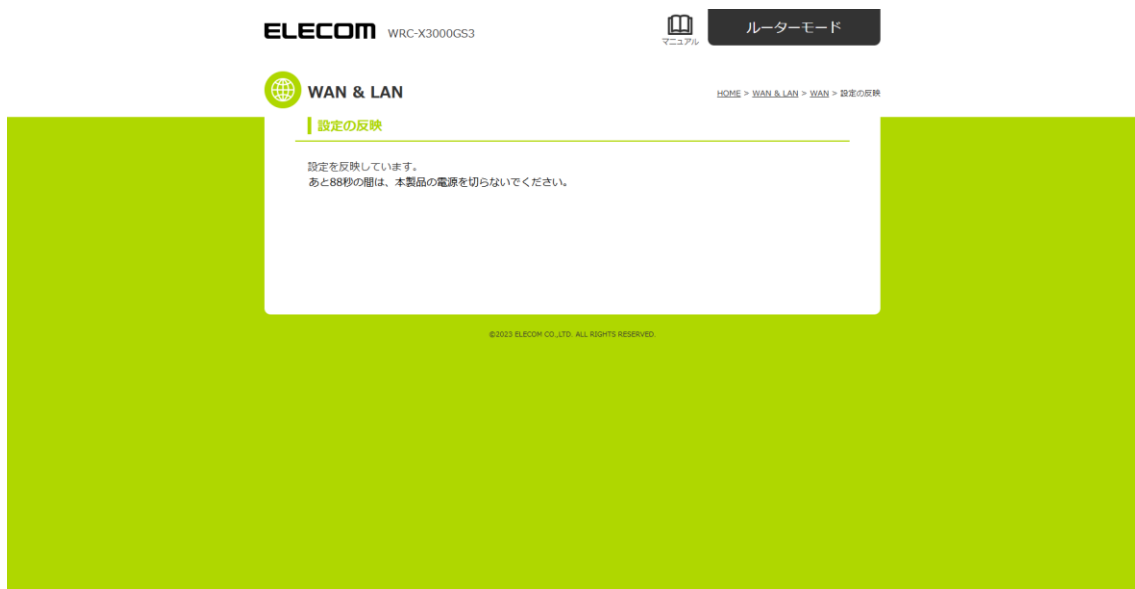 ELECOM WRC-X3000GS3
マニュアル
ルーターモード
WAN & LAN
HOME > WAN & LAN > WAN > 設定の反映
設定の反映
設定を反映しています。
あと88秒の間は、本製品の電源を切らないでください。
©2023 ELECOM CO.,LTD. ALL RIGHTS RESERVED.